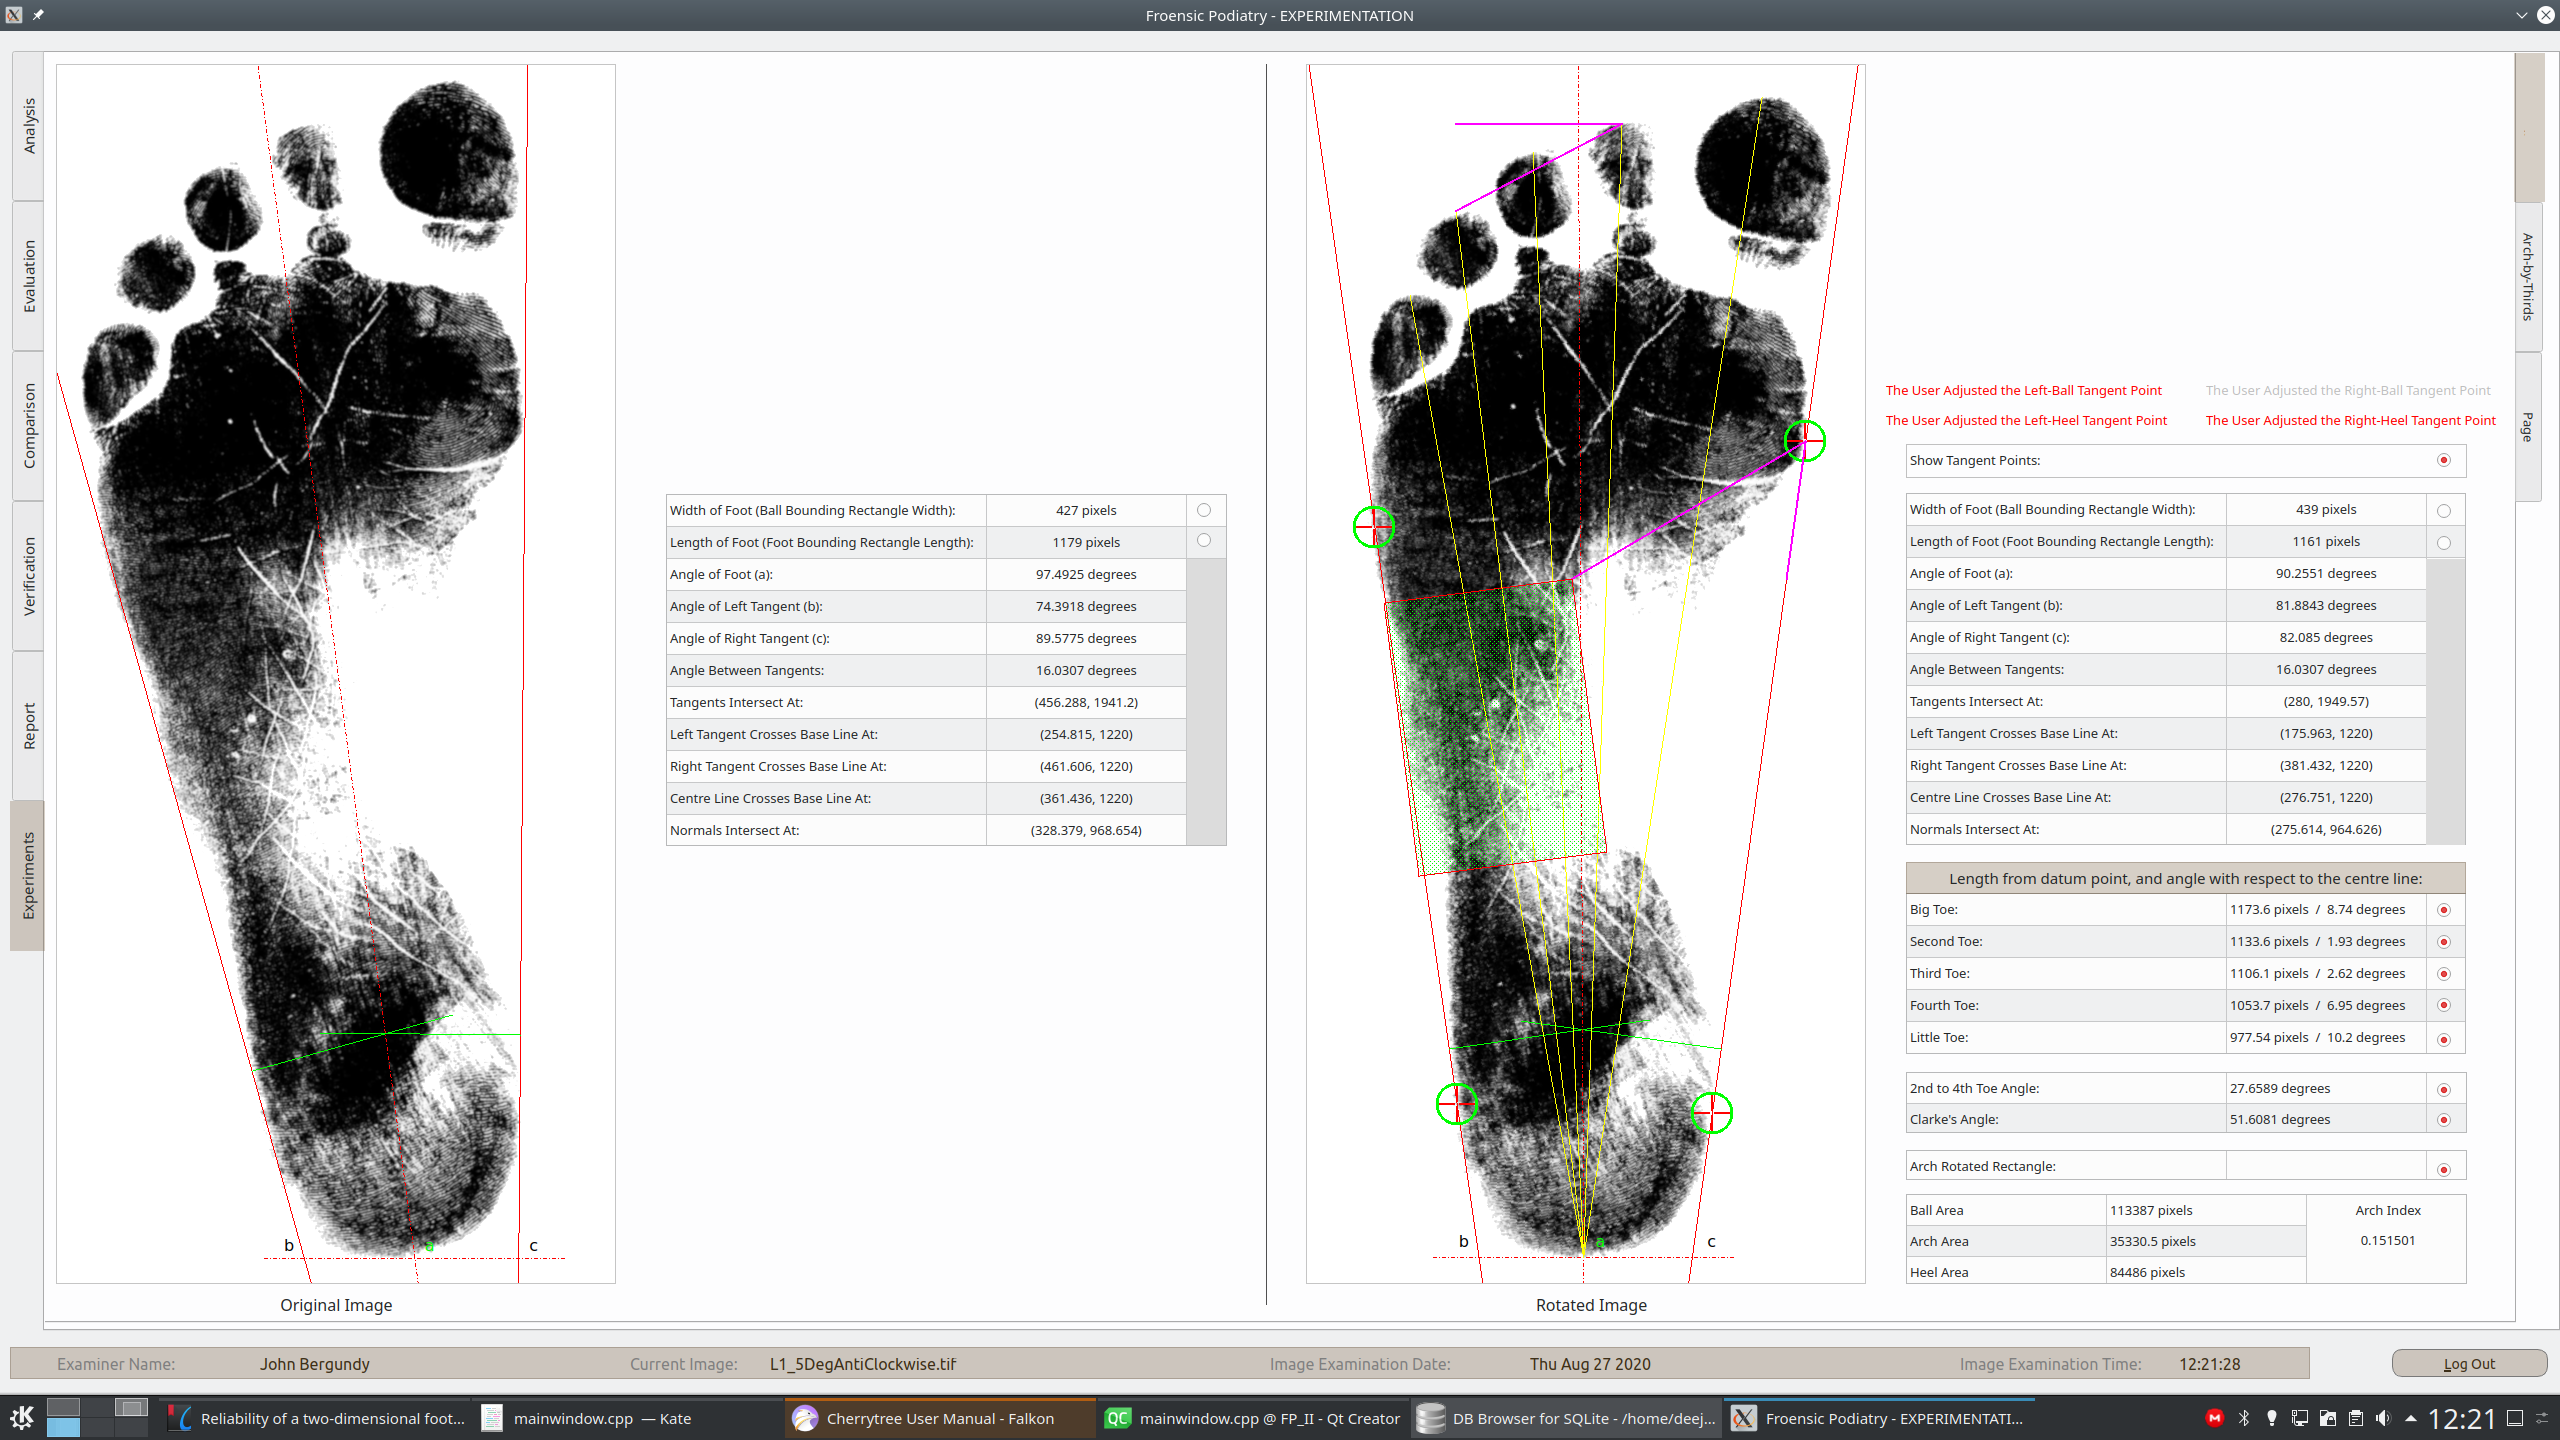 Froensic Podiatry - EXPERIMENTATION
Analysis
Evaluation
Comparison
Verification
Report
Experiments
b
a
c
Original Image
Width of Foot (Ball Bounding Rectangle Width): 427 pixels
Length of Foot (Foot Bounding Rectangle Length): 1179 pixels
Angle of Foot (a): 97.4925 degrees
Angle of Left Tangent (b): 74.3918 degrees
Angle of Right Tangent (c): 89.5775 degrees
Angle Between Tangents: 16.0307 degrees
Tangents Intersect At: (456.288, 1941.2)
Left Tangent Crosses Base Line At: (254.815, 1220)
Right Tangent Crosses Base Line At: (461.606, 1220)
Centre Line Crosses Base Line At: (361.436, 1220)
Normals Intersect At: (328.379, 968.654)
b
a
c
Rotated Image
The User Adjusted the Left-Ball Tangent Point The User Adjusted the Right-Ball Tangent Point
The User Adjusted the Left-Heel Tangent Point The User Adjusted the Right-Heel Tangent Point
Show Tangent Points:
Width of Foot (Ball Bounding Rectangle Width): 439 pixels
Length of Foot (Foot Bounding Rectangle Length): 1161 pixels
Angle of Foot (a): 90.2551 degrees
Angle of Left Tangent (b): 81.8843 degrees
Angle of Right Tangent (c): 82.085 degrees
Angle Between Tangents: 16.0307 degrees
Tangents Intersect At: (280, 1949.57)
Left Tangent Crosses Base Line At: (175.963, 1220)
Right Tangent Crosses Base Line At: (381.432, 1220)
Centre Line Crosses Base Line At: (276.751, 1220)
Normals Intersect At: (275.614, 964.626)
Length from datum point, and angle with respect to the centre line:
Big Toe: 1173.6 pixels / 8.74 degrees
Second Toe: 1133.6 pixels / 1.93 degrees
Third Toe: 1106.1 pixels / 2.62 degrees
Fourth Toe: 1053.7 pixels / 6.95 degrees
Little Toe: 977.54 pixels / 10.2 degrees
2nd to 4th Toe Angle: 27.6589 degrees
Clarke's Angle: 51.6081 degrees
Arch Rotated Rectangle:
Ball Area 113387 pixels Arch Index
Arch Area 35330.5 pixels 0.151501
Heel Area 84486 pixels
Arch-by-Thirds
Page
Examiner Name: John Bergundy Current Image: L1_5DegAntiClockwise.tif Image Examination Date: Thu Aug 27 2020 Image Examination Time: 12:21:28 Log Out
Reliability of a two-dimensional foot... mainwindow.cpp — Kate Cherrytree User Manual - Falkon QC mainwindow.cpp @ FP_II - Qt Creator DB Browser for SQLite - /home/deej... Froensic Podiatry - EXPERIMENTATI... M 12:21